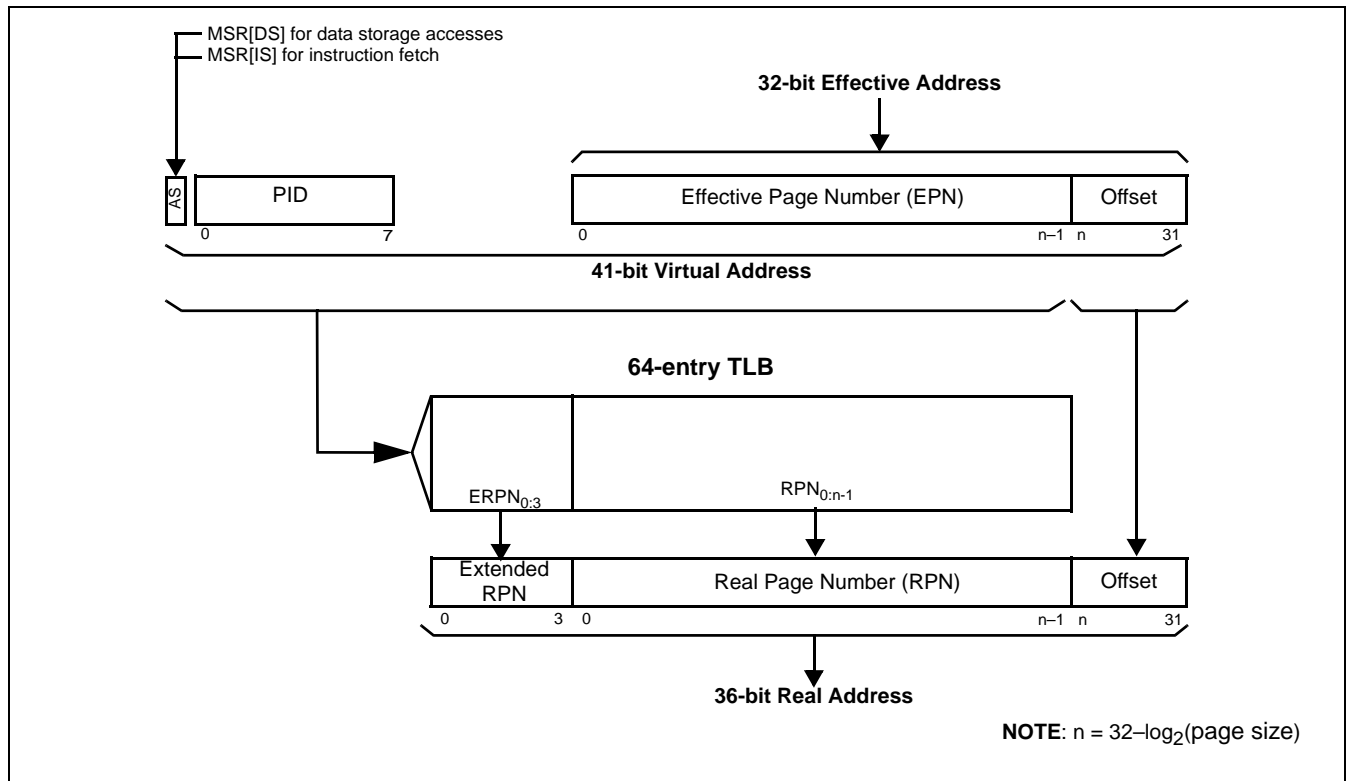 MSR[DS] for data storage accesses
MSR[IS] for instruction fetch
32-bit Effective Address
AS
PID
Effective Page Number (EPN)
Offset
0 7 0 n–1 n 31
41-bit Virtual Address
64-entry TLB
ERPN0:3
RPN0:n-1
Extended
RPN
Real Page Number (RPN)
Offset
0 3 0 n–1 n 31
36-bit Real Address
NOTE: n = 32–log2(page size)